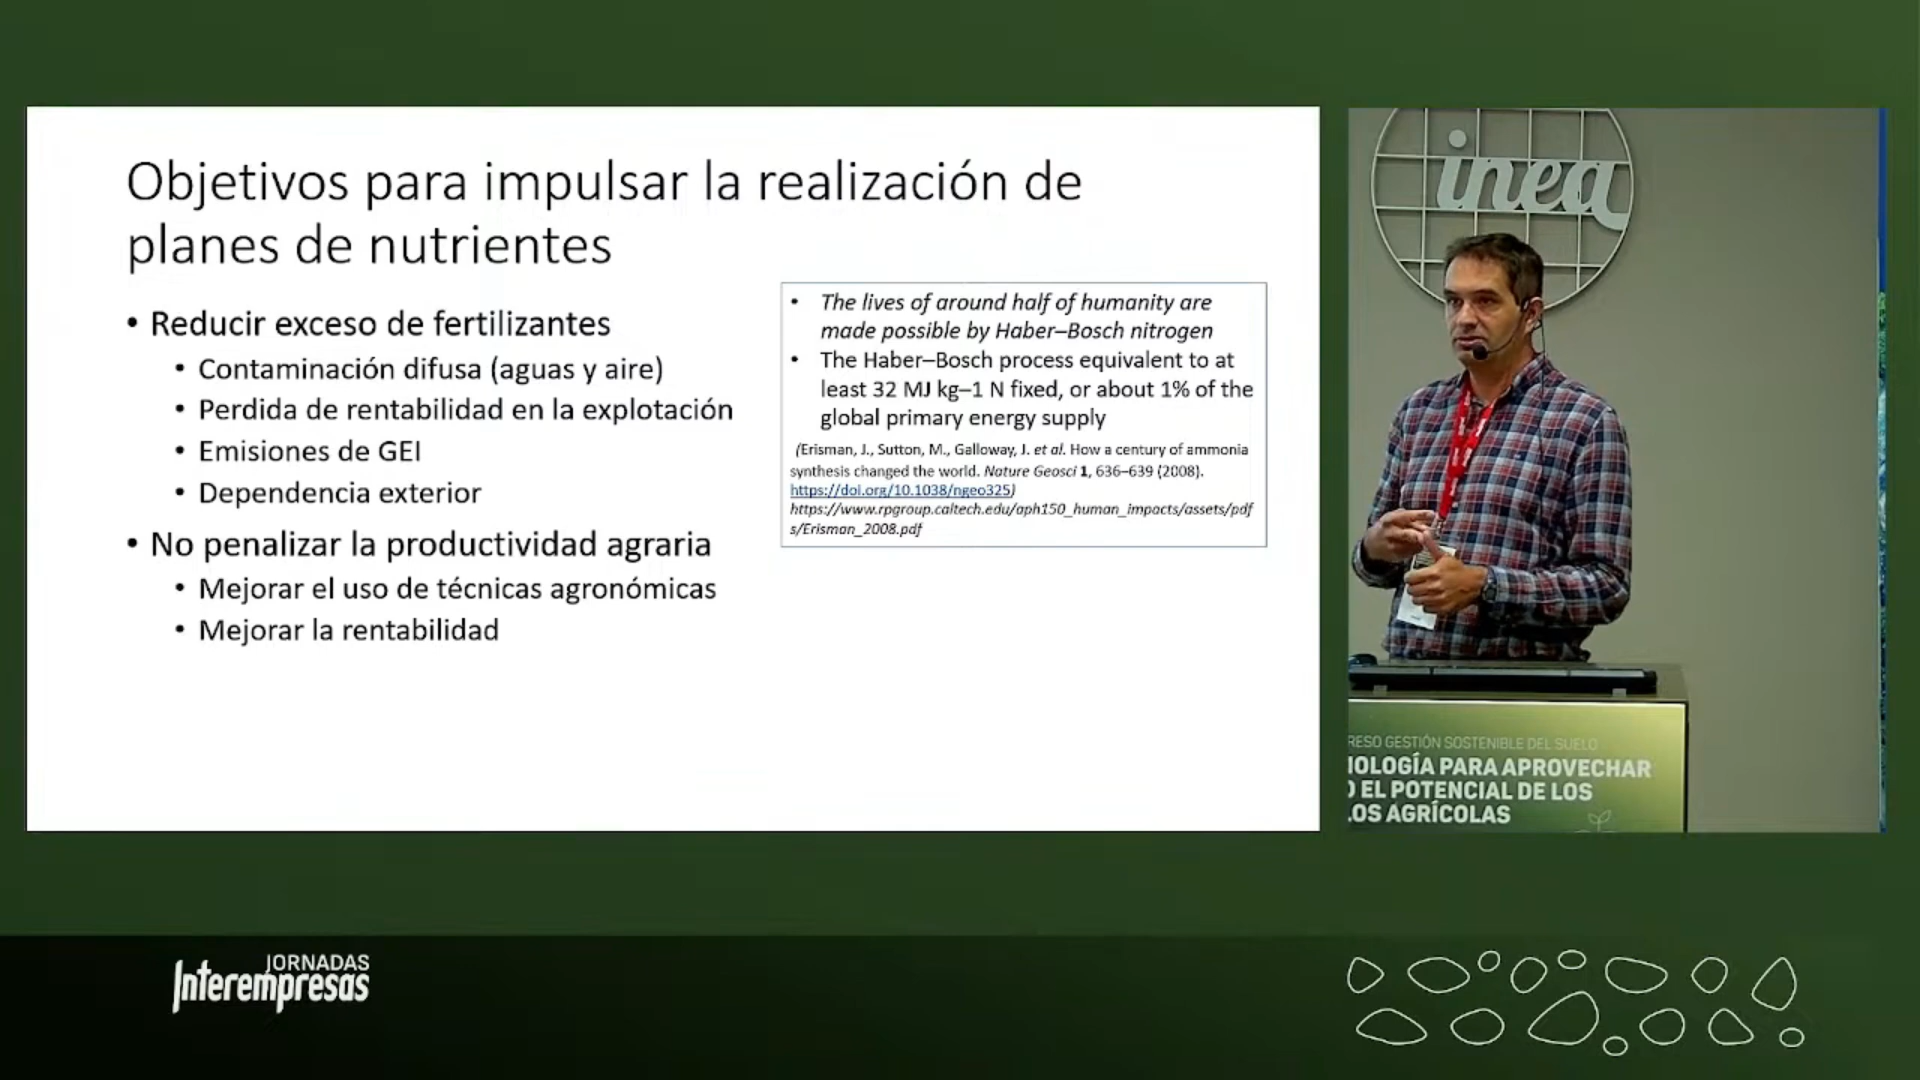 Objetivos para impulsar la realización de
planes de nutrientes
• Reducir exceso de fertilizantes
• Contaminación difusa (aguas y aire)
• Perdida de rentabilidad en la explotación
• Emisiones de GEI
• Dependencia exterior
• No penalizar la productividad agraria
• Mejorar el uso de técnicas agronómicas
• Mejorar la rentabilidad
• The lives of around half of humanity are
made possible by Haber–Bosch nitrogen
• The Haber–Bosch process equivalent to at
least 32 MJ kg–1 N fixed, or about 1% of the
global primary energy supply
(Erisman, J., Sutton, M., Galloway, J. et al. How a century of ammonia
synthesis changed the world. Nature Geosci 1, 636–639 (2008).
https://doi.org/10.1038/ngeo325)
https://www.rpgroup.caltech.edu/aph150_human_impacts/assets/pdf
s/Erisman_2008.pdf
inea
RESO GESTIÓN SOSTENIBLE DEL SUELO
OLOGÍA PARA APROVECHAR
EL POTENCIAL DE LOS
LOS AGRÍCOLAS
JORNADAS
Interempresas